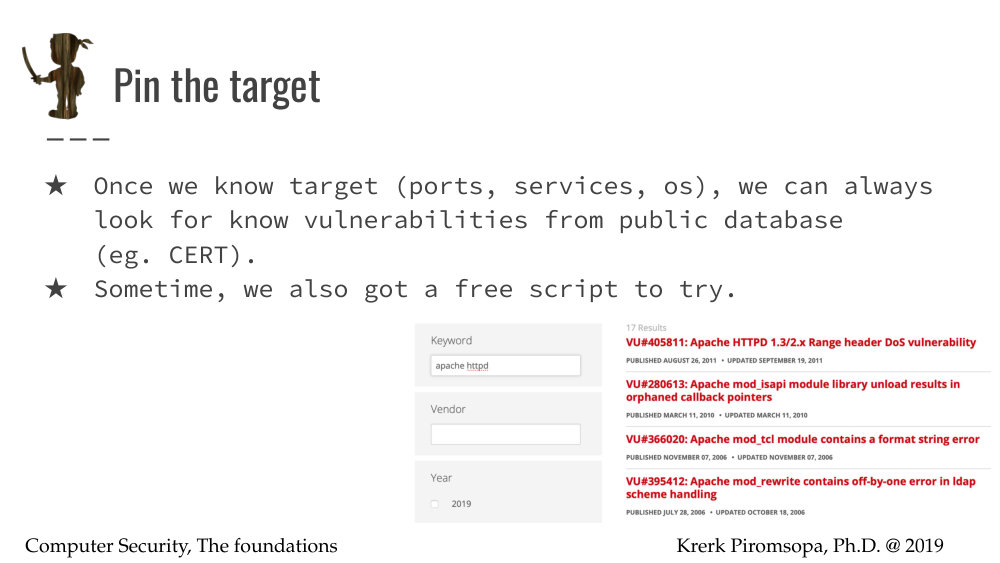 Pin the target
★ Once we know target (ports, services, os), we can always
look for know vulnerabilities from public database
(eg. CERT).
★ Sometime, we also got a free script to try.
Keyword
apache httpd
Vendor
Year
2019
17 Results
VU#405811: Apache HTTPD 1.3/2.x Range header DoS vulnerability
PUBLISHED AUGUST 26, 2011 • UPDATED SEPTEMBER 19, 2011
VU#280613: Apache mod_isapi module library unload results in
orphaned callback pointers
PUBLISHED MARCH 11, 2010 • UPDATED MARCH 11, 2010
VU#366020: Apache mod_tcl module contains a format string error
PUBLISHED NOVEMBER 07, 2006 • UPDATED NOVEMBER 07, 2006
VU#395412: Apache mod_rewrite contains off-by-one error in ldap
scheme handling
PUBLISHED JULY 28, 2006 • UPDATED OCTOBER 18, 2006
Computer Security, The foundations
Krerk Piromsopa, Ph.D. @ 2019